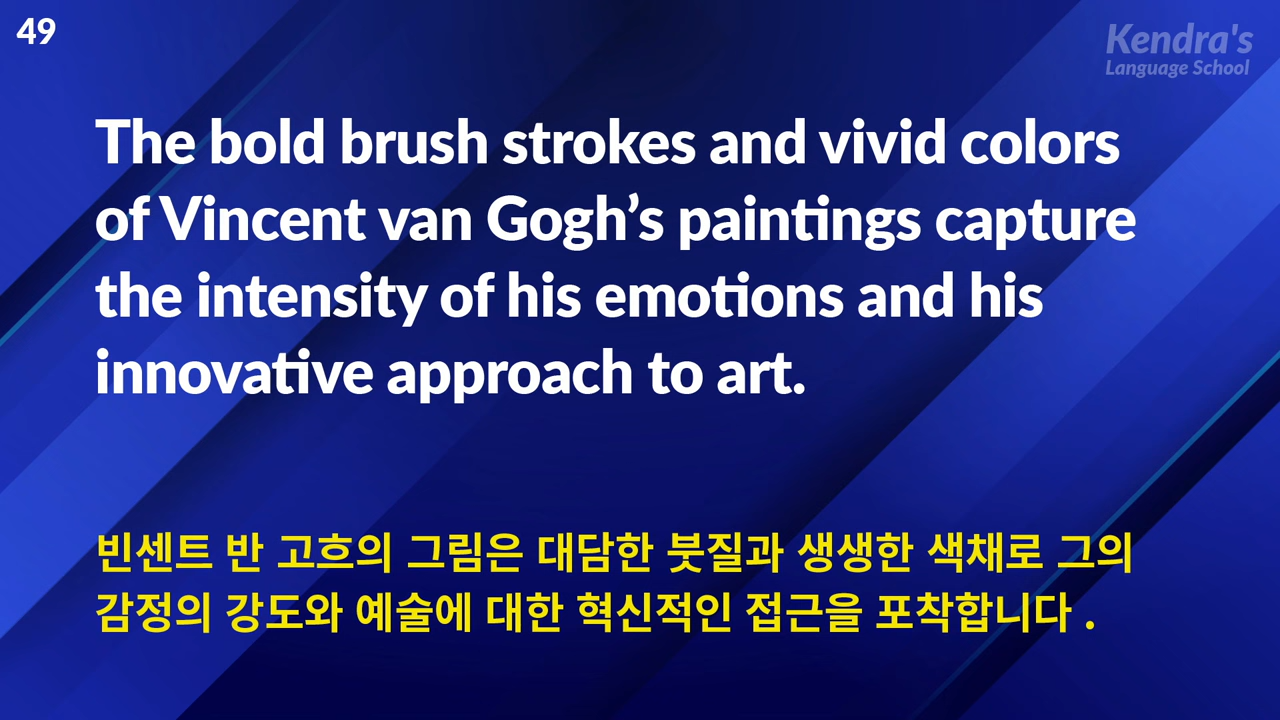 49
Kendra's
Language School
The bold brush strokes and vivid colors
of Vincent van Gogh’s paintings capture
the intensity of his emotions and his
innovative approach to art.
빈센트 반 고흐의 그림은 대담한 붓질과 생생한 색채로 그의
감정의 강도와 예술에 대한 혁신적인 접근을 포착합니다 .